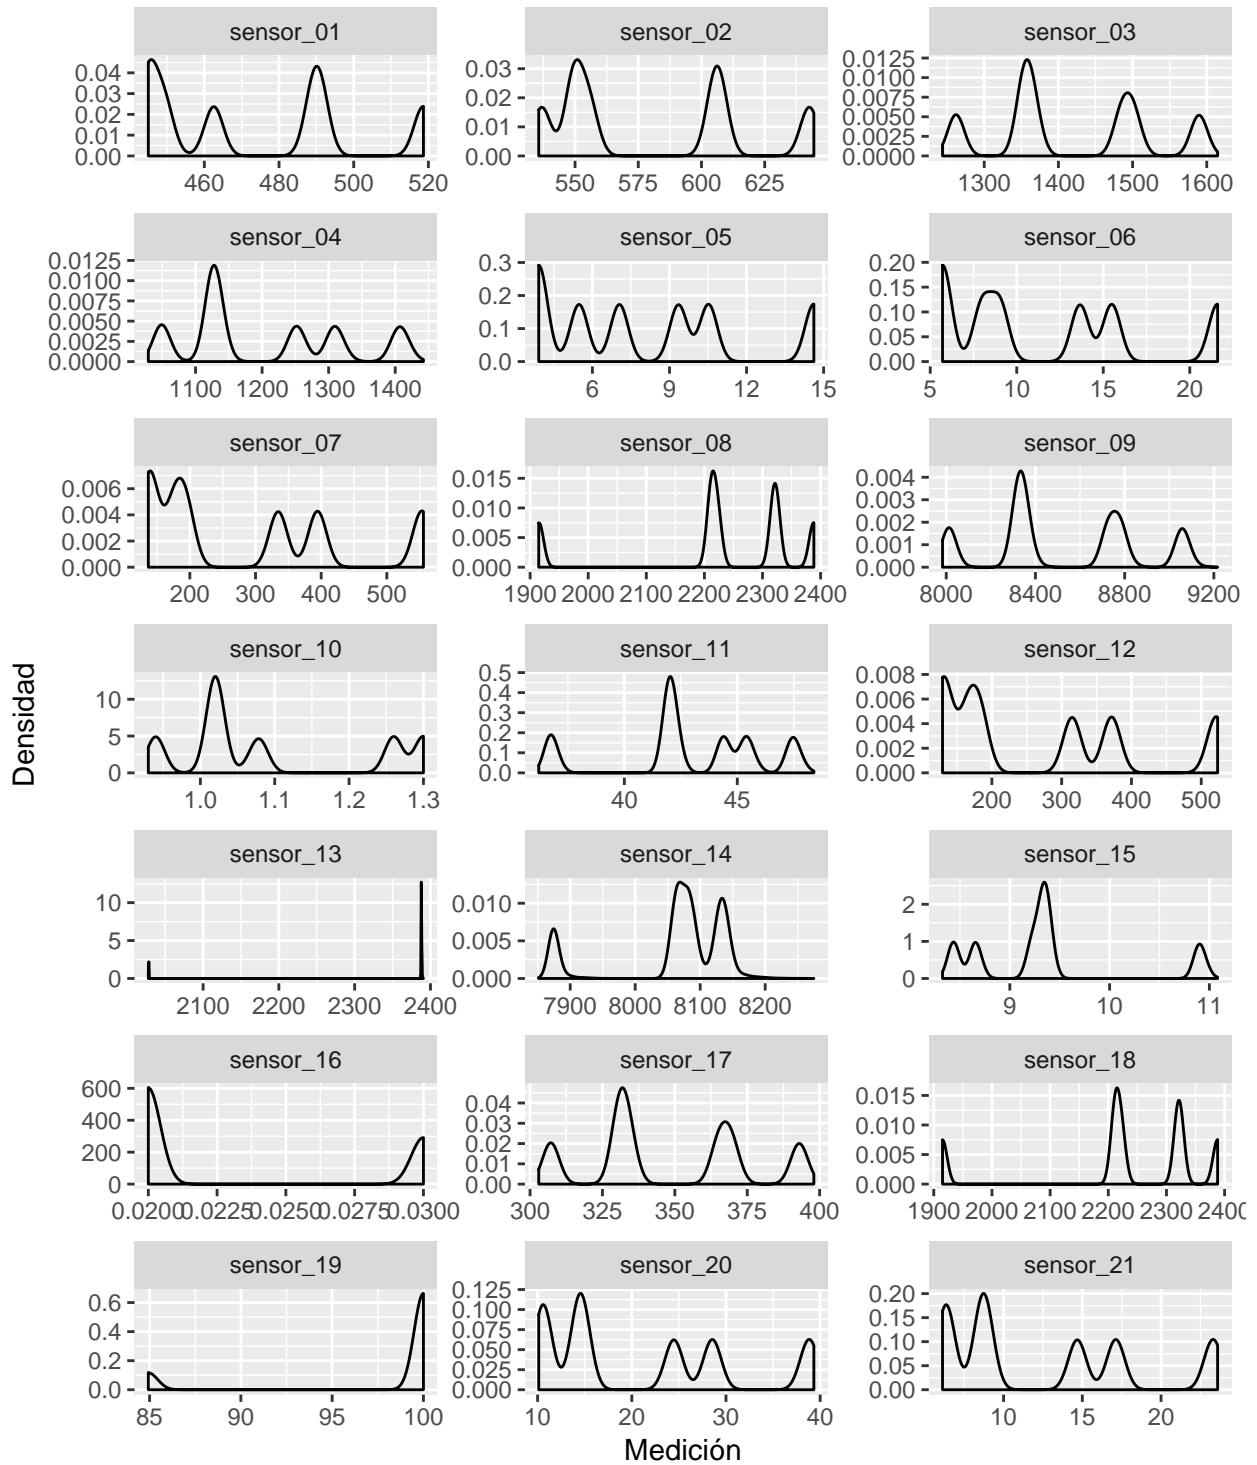 sensor_01 sensor_02 sensor_03
0.04 0.03 0.02 0.01 0.00
460 480 500 520
0.03 0.02 0.01 0.00
550 575 600 625
0.0125 0.0100 0.0075 0.0050 0.0025 0.0000
1300 1400 1500 1600
sensor_04 sensor_05 sensor_06
0.0125 0.0100 0.0075 0.0050 0.0025 0.0000
1100 1200 1300 1400
0.3 0.2 0.1 0.0
6 9 12 15
0.20 0.15 0.10 0.05 0.00
5 10 15 20
sensor_07 sensor_08 sensor_09
0.006 0.004 0.002 0.000
200 300 400 500
0.015 0.010 0.005 0.000
1900 2000 2100 2200 2300 2400
0.004 0.003 0.002 0.001 0.000
8000 8400 8800 9200
Densidad
sensor_10 sensor_11 sensor_12
10 5 0
1.0 1.1 1.2 1.3
0.5 0.4 0.3 0.2 0.1 0.0
40 45
0.008 0.006 0.004 0.002 0.000
200 300 400 500
sensor_13 sensor_14 sensor_15
10 5 0
2100 2200 2300 2400
0.010 0.005 0.000
7900 8000 8100 8200
2 1 0
9 10 11
sensor_16 sensor_17 sensor_18
600 400 200 0
0.0200 0.0225 0.0250 0.0275 0.0300
0.04 0.03 0.02 0.01 0.00
300 325 350 375 400
0.015 0.010 0.005 0.000
1900 2000 2100 2200 2300 2400
sensor_19 sensor_20 sensor_21
0.6 0.4 0.2 0.0
85 90 95 100
0.125 0.100 0.075 0.050 0.025 0.000
10 20 30 40
0.20 0.15 0.10 0.05 0.00
10 15 20
Medición